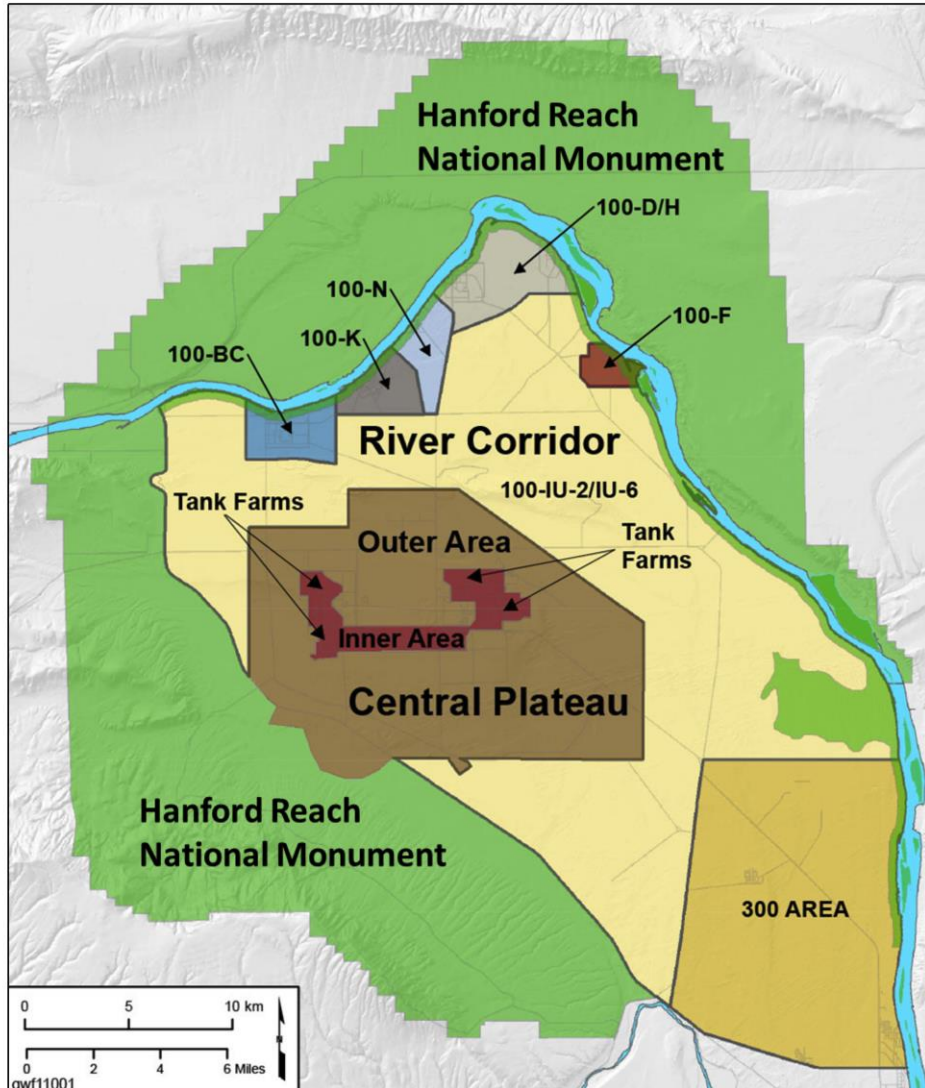 Hanford Reach
National Monument
100-D/H
100-N
100-F
100-K
100-BC
River Corridor
100-IU-2/IU-6
Tank Farms
Outer Area
Tank
Farms
Inner Area
Central Plateau
Hanford Reach
National Monument
300 AREA
0 5 10 km
N
0 2 4 6 Miles
gwf11001